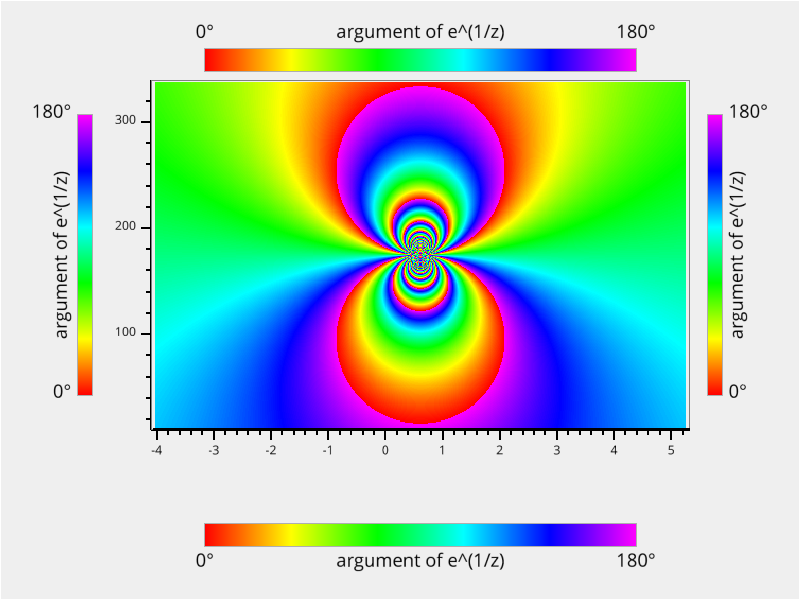 0° argument of e^(1/z) 180°
180°
argument of e^(1/z)
0°
300
200
100
180°
argument of e^(1/z)
0°
-4 -3 -2 -1 0 1 2 3 4 5
0° argument of e^(1/z) 180°